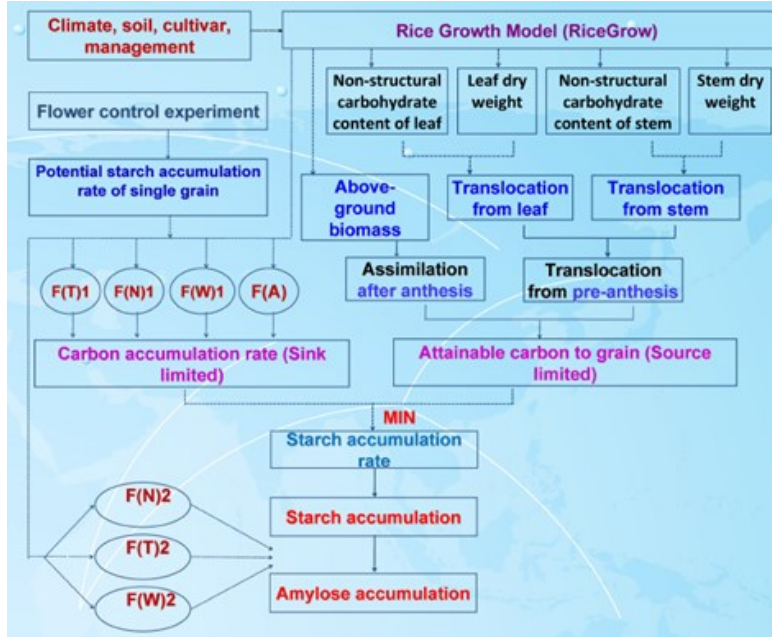 Climate, soil, cultivar,
management
Rice Growth Model (RiceGrow)
Non-structural
carbohydrate
content of leaf
Leaf dry
weight
Non-structural
carbohydrate
content of stem
Stem dry
weight
Flower control experiment
Potential starch accumulation
rate of single grain
Above-
ground
biomass
Translocation
from leaf
Translocation
from stem
F(T)1
F(N)1
F(W)1
F(A)
Assimilation
after anthesis
Translocation
from pre-anthesis
Carbon accumulation rate (Sink
limited)
Attainable carbon to grain (Source
limited)
MIN
Starch accumulation
rate
F(N)2
Starch accumulation
F(T)2
F(W)2
Amylose accumulation